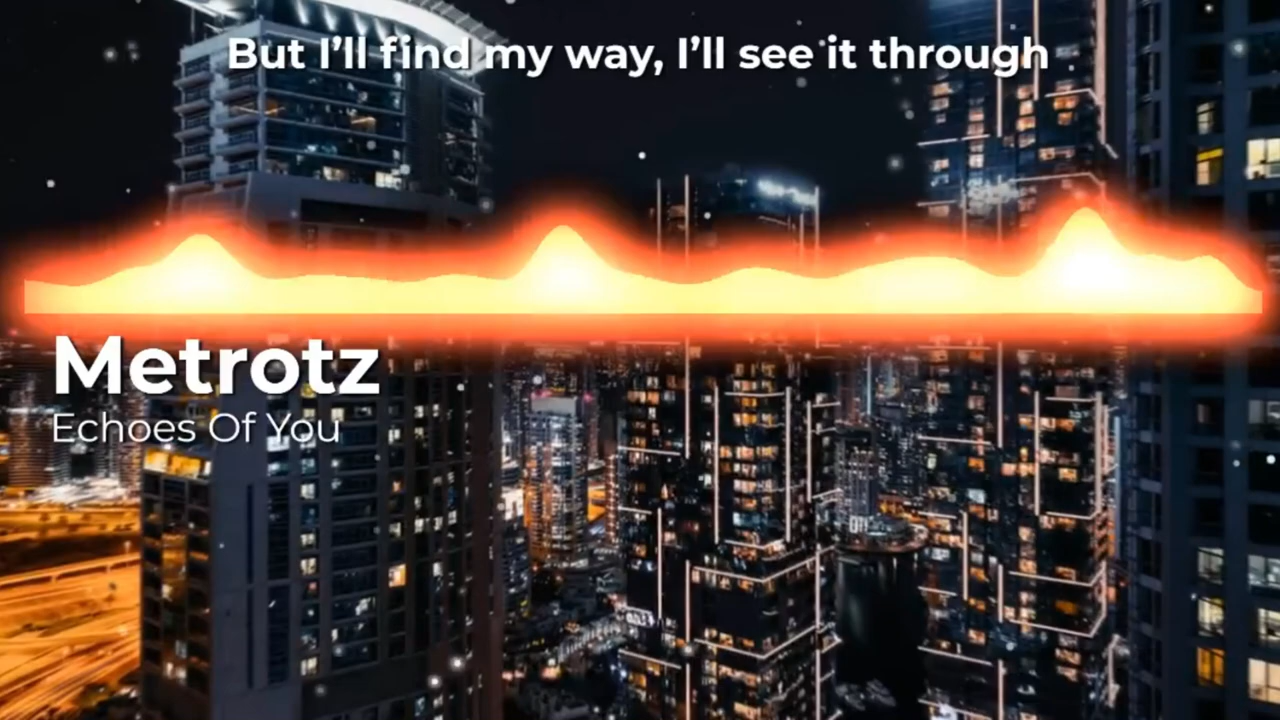 But I’ll find my way, I’ll see it through
Metrotz
Echoes Of You